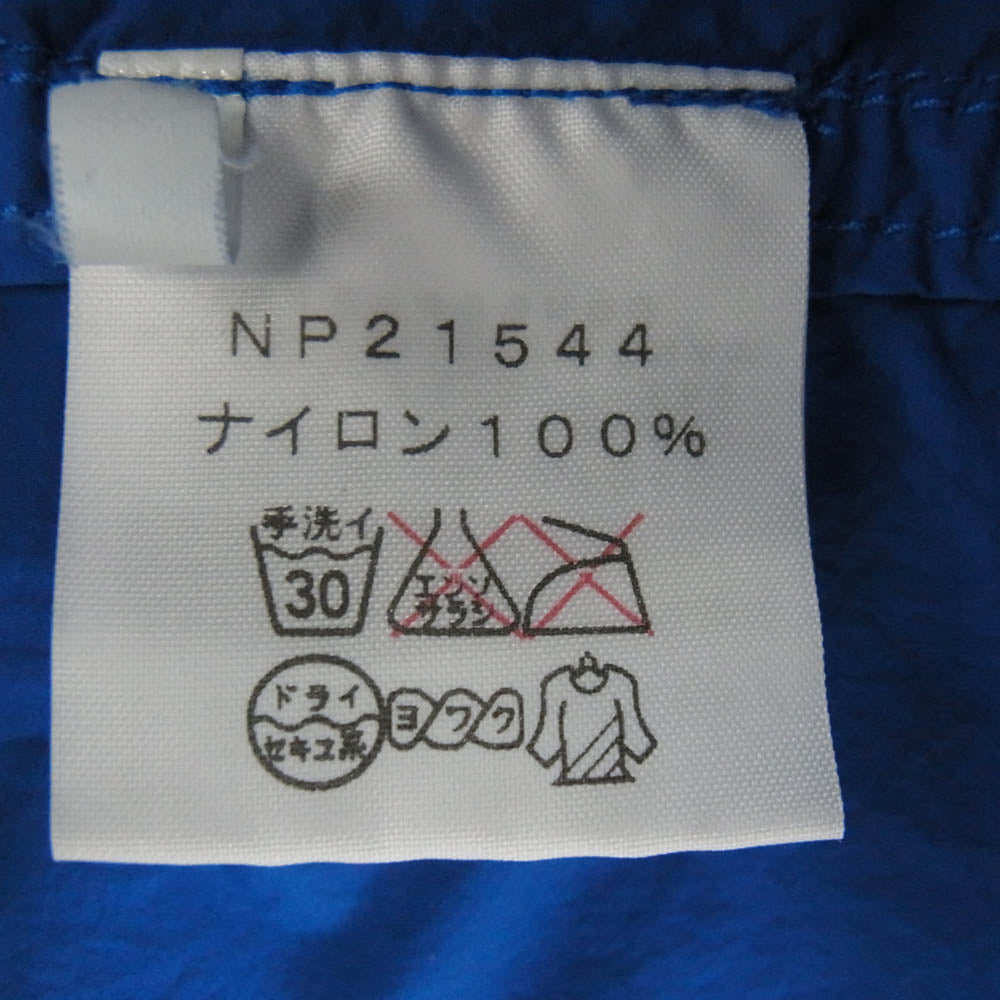 ＮＰ２１５４４
ナイロン１００％
手洗イ
30
エンソ
サラシ
ドライ
セキユ系
ヨワク